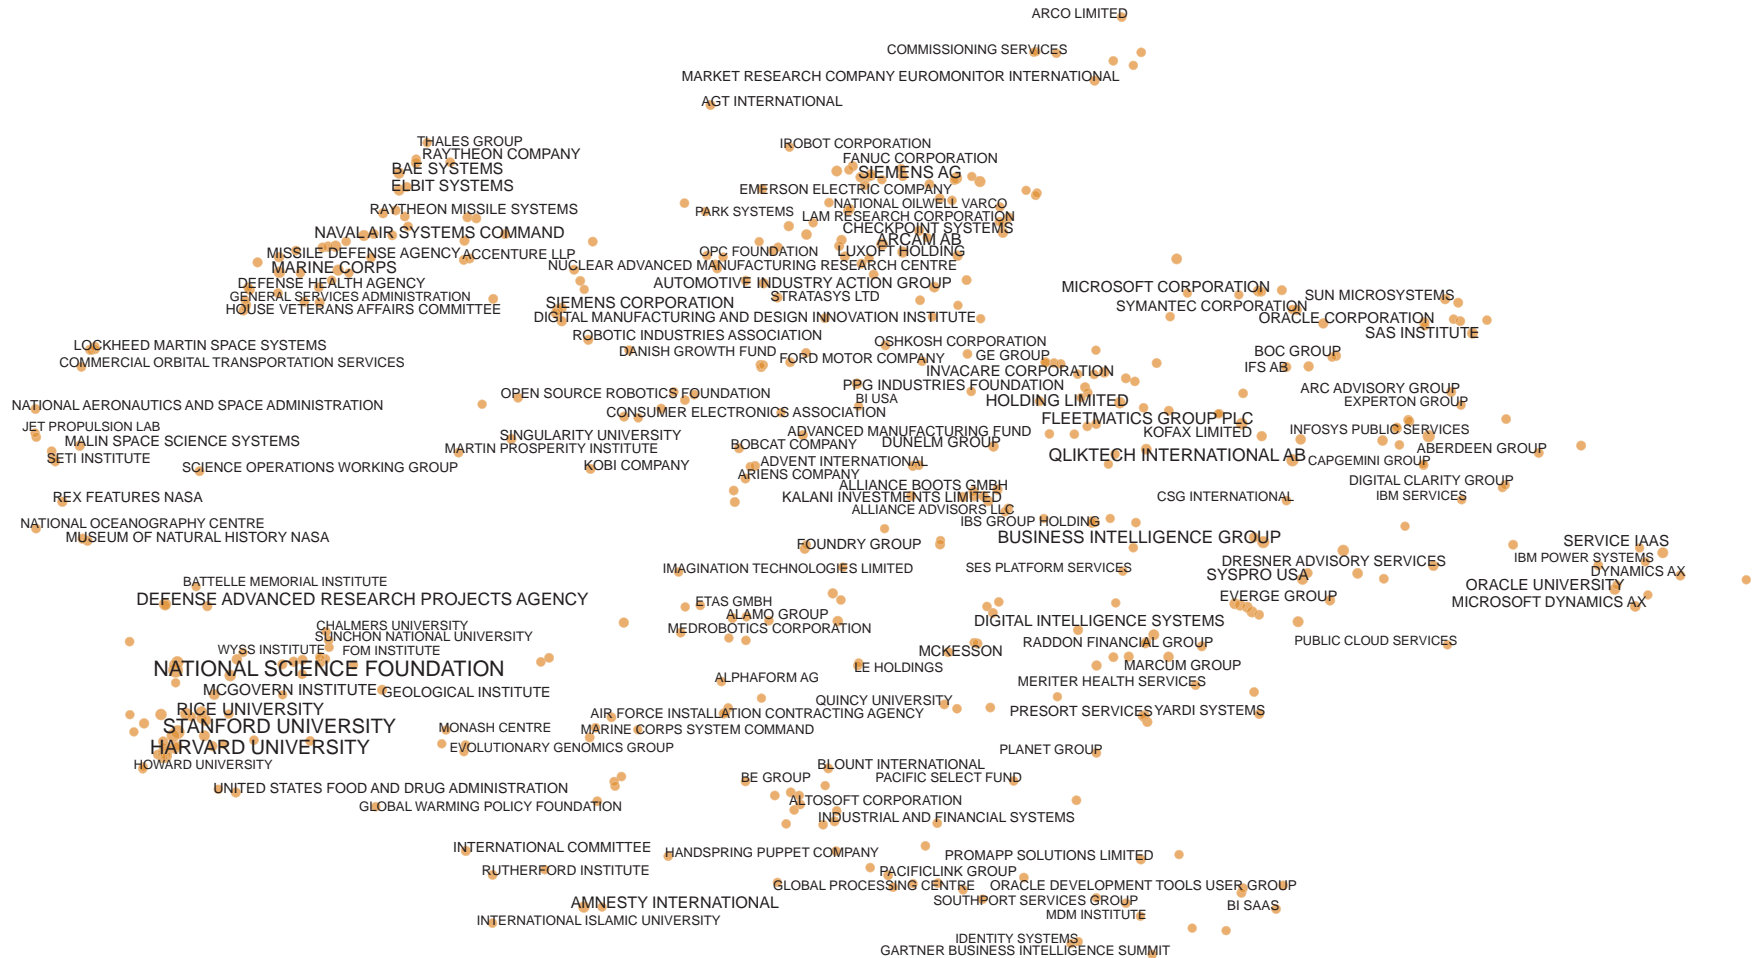 ARCO LIMITED
COMMISSIONING SERVICES
MARKET RESEARCH COMPANY EUROMONITOR INTERNATIONAL
AGT INTERNATIONAL
THALES GROUP
IROBOT CORPORATION
RAYTHEON COMPANY
FANUC CORPORATION
BAE SYSTEMS
SIEMENS AG
ELBIT SYSTEMS
EMERSON ELECTRIC COMPANY
NATIONAL OILWELL VARCO
RAYTHEON MISSILE SYSTEMS
PARK SYSTEMS
LAM RESEARCH CORPORATION
CHECKPOINT SYSTEMS
NAVAL AIR SYSTEMS COMMAND
ARCAM AB
MISSILE DEFENSE AGENCY
ACCENTURE LLP
OPC FOUNDATION
LUXOFT HOLDING
MARINE CORPS
NUCLEAR ADVANCED MANUFACTURING RESEARCH CENTRE
DEFENSE HEALTH AGENCY
AUTOMOTIVE INDUSTRY ACTION GROUP
MICROSOFT CORPORATION
GENERAL SERVICES ADMINISTRATION
STRATASYS LTD
SUN MICROSYSTEMS
SIEMENS CORPORATION
SYMANTEC CORPORATION
HOUSE VETERANS AFFAIRS COMMITTEE
DIGITAL MANUFACTURING AND DESIGN INNOVATION INSTITUTE
ORACLE CORPORATION
SAS INSTITUTE
ROBOTIC INDUSTRIES ASSOCIATION
OSHKOSH CORPORATION
LOCKHEED MARTIN SPACE SYSTEMS
DANISH GROWTH FUND
FORD MOTOR COMPANY
GE GROUP
BOC GROUP
COMMERCIAL ORBITAL TRANSPORTATION SERVICES
INVACARE CORPORATION
IFS AB
PPG INDUSTRIES FOUNDATION
ARC ADVISORY GROUP
OPEN SOURCE ROBOTICS FOUNDATION
BI USA
HOLDING LIMITED
EXPERTON GROUP
NATIONAL AERONAUTICS AND SPACE ADMINISTRATION
CONSUMER ELECTRONICS ASSOCIATION
FLEETMATICS GROUP PLC
JET PROPULSION LAB
SINGULARITY UNIVERSITY
ADVANCED MANUFACTURING FUND
KOFAX LIMITED
INFOSYS PUBLIC SERVICES
MALIN SPACE SCIENCE SYSTEMS
MARTIN PROSPERITY INSTITUTE
BOBCAT COMPANY
DUNELM GROUP
ABERDEEN GROUP
SETI INSTITUTE
QLIKTECH INTERNATIONAL AB
CAPGEMINI GROUP
SCIENCE OPERATIONS WORKING GROUP
KOBI COMPANY
ADVENT INTERNATIONAL
ARIENS COMPANY
DIGITAL CLARITY GROUP
ALLIANCE BOOTS GMBH
REX FEATURES NASA
KALANI INVESTMENTS LIMITED
CSG INTERNATIONAL
IBM SERVICES
ALLIANCE ADVISORS LLC
NATIONAL OCEANOGRAPHY CENTRE
IBS GROUP HOLDING
MUSEUM OF NATURAL HISTORY NASA
BUSINESS INTELLIGENCE GROUP
FOUNDRY GROUP
SERVICE IAAS
IBM POWER SYSTEMS
DRESNER ADVISORY SERVICES
IMAGINATION TECHNOLOGIES LIMITED
SES PLATFORM SERVICES
DYNAMICS AX
SYSPRO USA
BATTELLE MEMORIAL INSTITUTE
ORACLE UNIVERSITY
DEFENSE ADVANCED RESEARCH PROJECTS AGENCY
EVERGE GROUP
MICROSOFT DYNAMICS AX
ETAS GMBH
ALAMO GROUP
DIGITAL INTELLIGENCE SYSTEMS
CHALMERS UNIVERSITY
MEDROBOTICS CORPORATION
SUNCHON NATIONAL UNIVERSITY
RADDON FINANCIAL GROUP
PUBLIC CLOUD SERVICES
WYSS INSTITUTE
FOM INSTITUTE
MCKESSON
NATIONAL SCIENCE FOUNDATION
LE HOLDINGS
MARCUM GROUP
ALPHAFORM AG
MERITER HEALTH SERVICES
MCGOVERN INSTITUTE
GEOLOGICAL INSTITUTE
QUINCY UNIVERSITY
RICE UNIVERSITY
AIR FORCE INSTALLATION CONTRACTING AGENCY
PRESORT SERVICES
YARDI SYSTEMS
STANFORD UNIVERSITY
MONASH CENTRE
MARINE CORPS SYSTEM COMMAND
HARVARD UNIVERSITY
EVOLUTIONARY GENOMICS GROUP
PLANET GROUP
HOWARD UNIVERSITY
BLOUNT INTERNATIONAL
BE GROUP
PACIFIC SELECT FUND
UNITED STATES FOOD AND DRUG ADMINISTRATION
ALTOSOFT CORPORATION
GLOBAL WARMING POLICY FOUNDATION
INDUSTRIAL AND FINANCIAL SYSTEMS
INTERNATIONAL COMMITTEE
HANDSPRING PUPPET COMPANY
PROMAPP SOLUTIONS LIMITED
RUTHERFORD INSTITUTE
PACIFICLINK GROUP
GLOBAL PROCESSING CENTRE
ORACLE DEVELOPMENT TOOLS USER GROUP
AMNESTY INTERNATIONAL
SOUTHPORT SERVICES GROUP
BI SAAS
MDM INSTITUTE
INTERNATIONAL ISLAMIC UNIVERSITY
IDENTITY SYSTEMS
GARTNER BUSINESS INTELLIGENCE SUMMIT